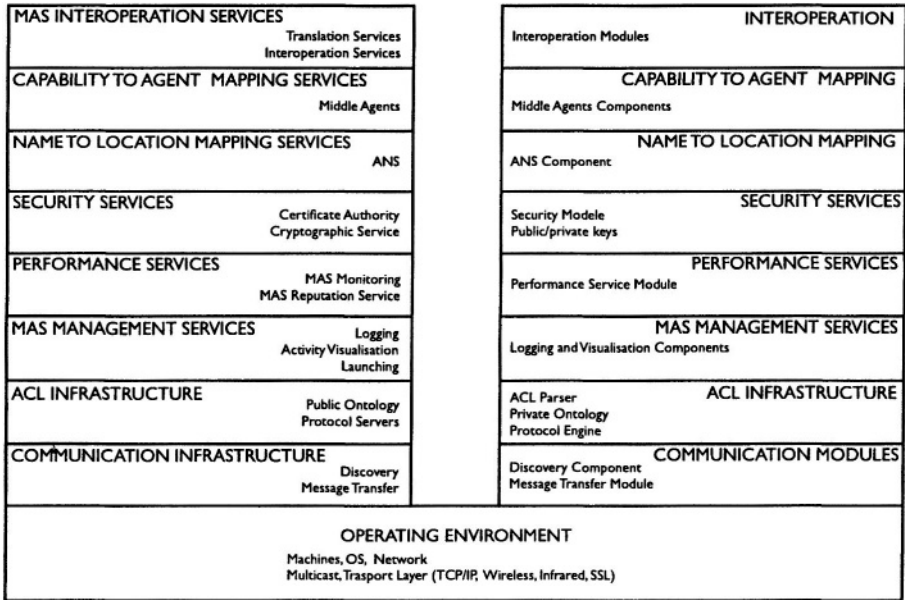 MAS INTEROPERATION SERVICES
Translation Services
Interoperation Services
CAPABILITY TO AGENT MAPPING SERVICES
Middle Agents
NAME TO LOCATION MAPPING SERVICES
ANS
SECURITY SERVICES
Certificate Authority
Cryptographic Service
PERFORMANCE SERVICES
MAS Monitoring
MAS Reputation Service
MAS MANAGEMENT SERVICES
Logging
Activity Visualisation
Launching
ACL INFRASTRUCTURE
Public Ontology
Protocol Servers
COMMUNICATION INFRASTRUCTURE
Discovery
Message Transfer
INTEROPERATION
Interoperation Modules
CAPABILITY TO AGENT MAPPING
Middle Agents Components
NAME TO LOCATION MAPPING
ANS Component
SECURITY SERVICES
Security Modele
Public/private keys
PERFORMANCE SERVICES
Performance Service Module
MAS MANAGEMENT SERVICES
Logging and Visualisation Components
ACL INFRASTRUCTURE
ACL Parser
Private Ontology
Protocol Engine
COMMUNICATION MODULES
Discovery Component
Message Transfer Module
OPERATING ENVIRONMENT
Machines, OS, Network
Multicast, Trasport Layer (TCP/IP, Wireless, Infrared, SSL)